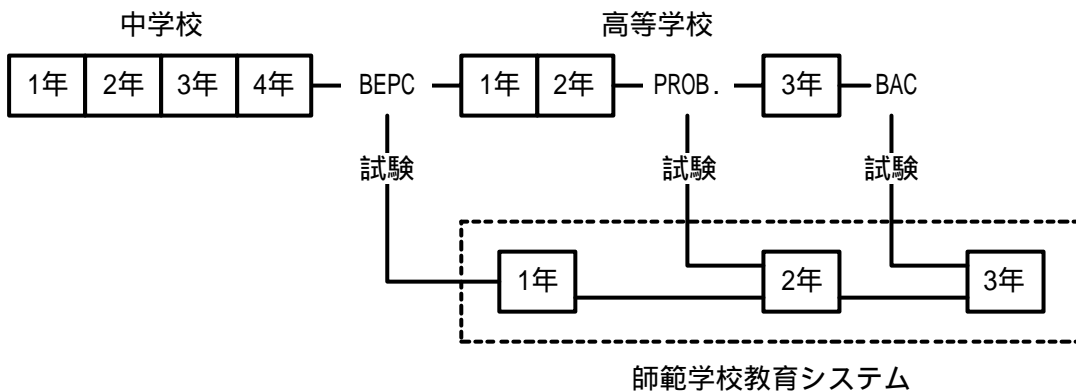 中学校 高等学校
1年 2年 3年 4年 BEPC 1年 2年 PROB. 3年 BAC
試験 試験 試験
1年 2年 3年
師範学校教育システム